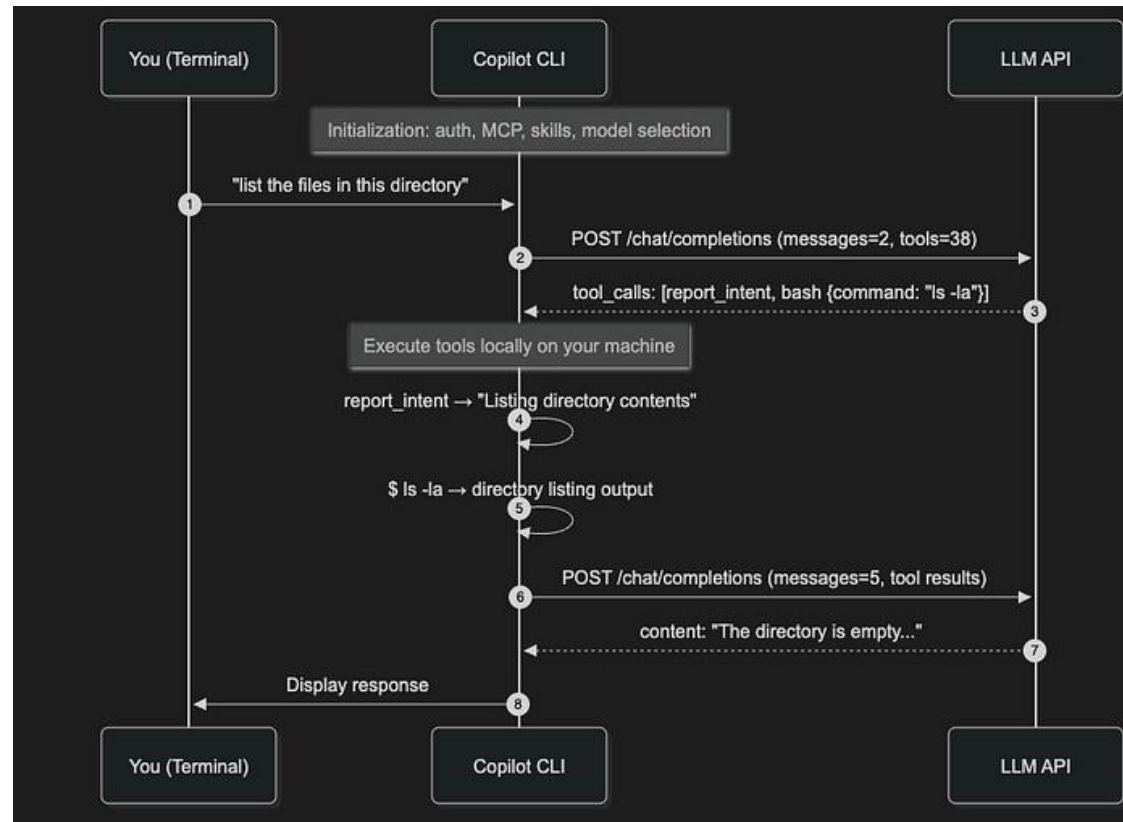 You (Terminal)
Copilot CLI
LLM API
Initialization: auth, MCP, skills, model selection
"list the files in this directory"
1
POST /chat/completions (messages=2, tools=38)
2
tool_calls: [report_intent, bash {command: "ls -la"}]
3
Execute tools locally on your machine
report_intent → "Listing directory contents"
4
$ ls -la → directory listing output
5
POST /chat/completions (messages=5, tool results)
6
content: "The directory is empty..."
7
Display response
8
You (Terminal)
Copilot CLI
LLM API